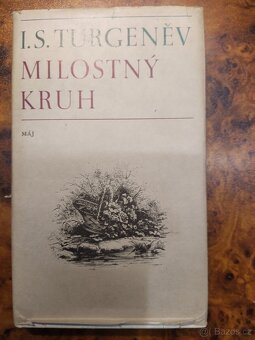 I.S.TURGENĚV
MILOSTNÝ
KRUH
MÁJ
Bazos.cz